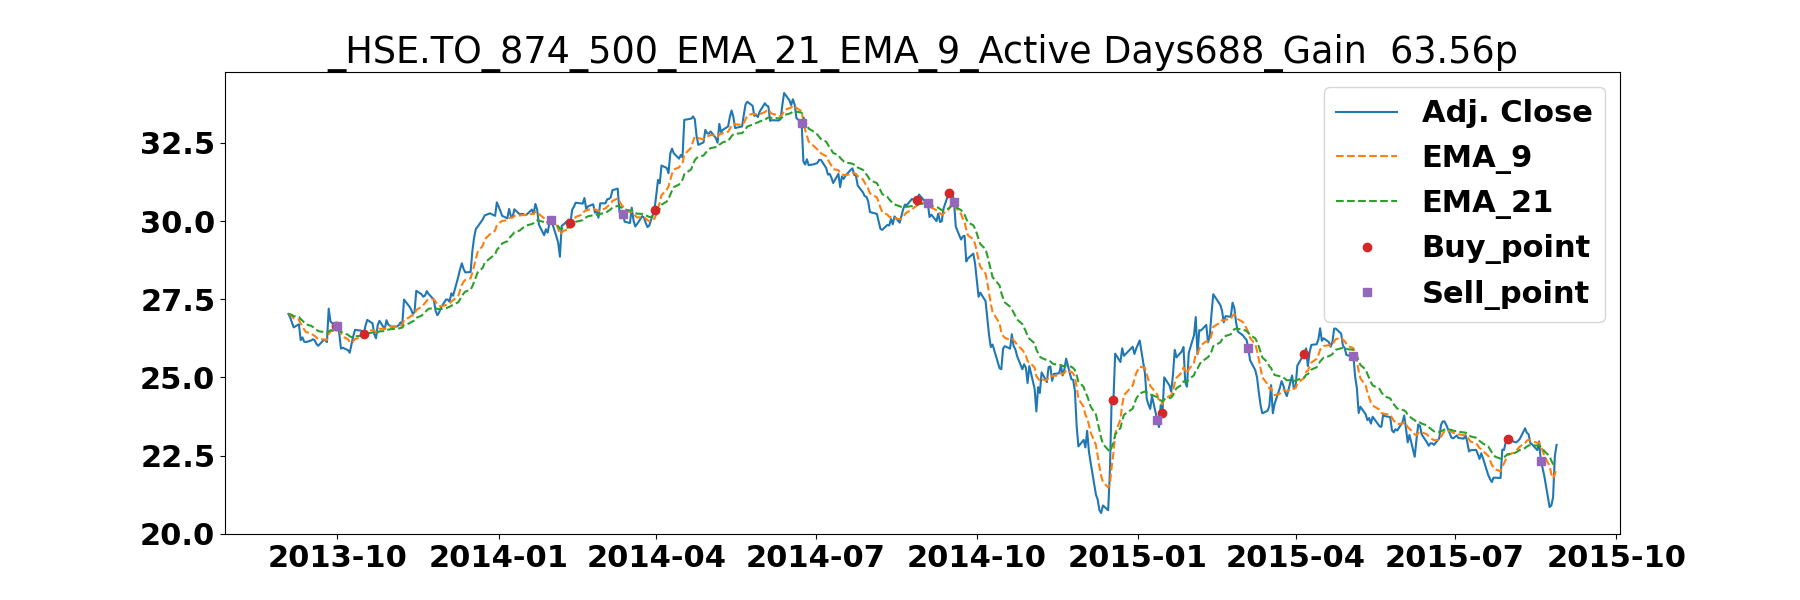 _HSE.TO_874_500_EMA_21_EMA_9_Active Days688_Gain  63.56p
Adj. Close
EMA_9
EMA_21
Buy_point
Sell_point
32.5
30.0
27.5
25.0
22.5
20.0
2013-10 2014-01 2014-04 2014-07 2014-10 2015-01 2015-04 2015-07 2015-10